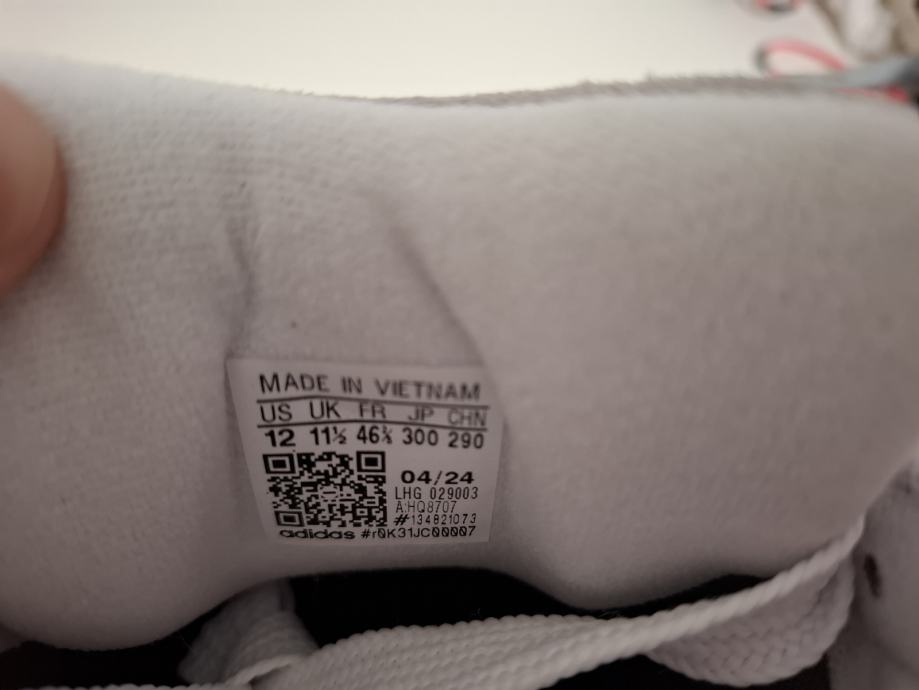 MADE IN VIETNAM
US UK FR JP CHN
12 11½ 46⅔ 300 290
04/24
LHG 029003
A:HQ8707
#134821073
adidas #r0K31JC00007